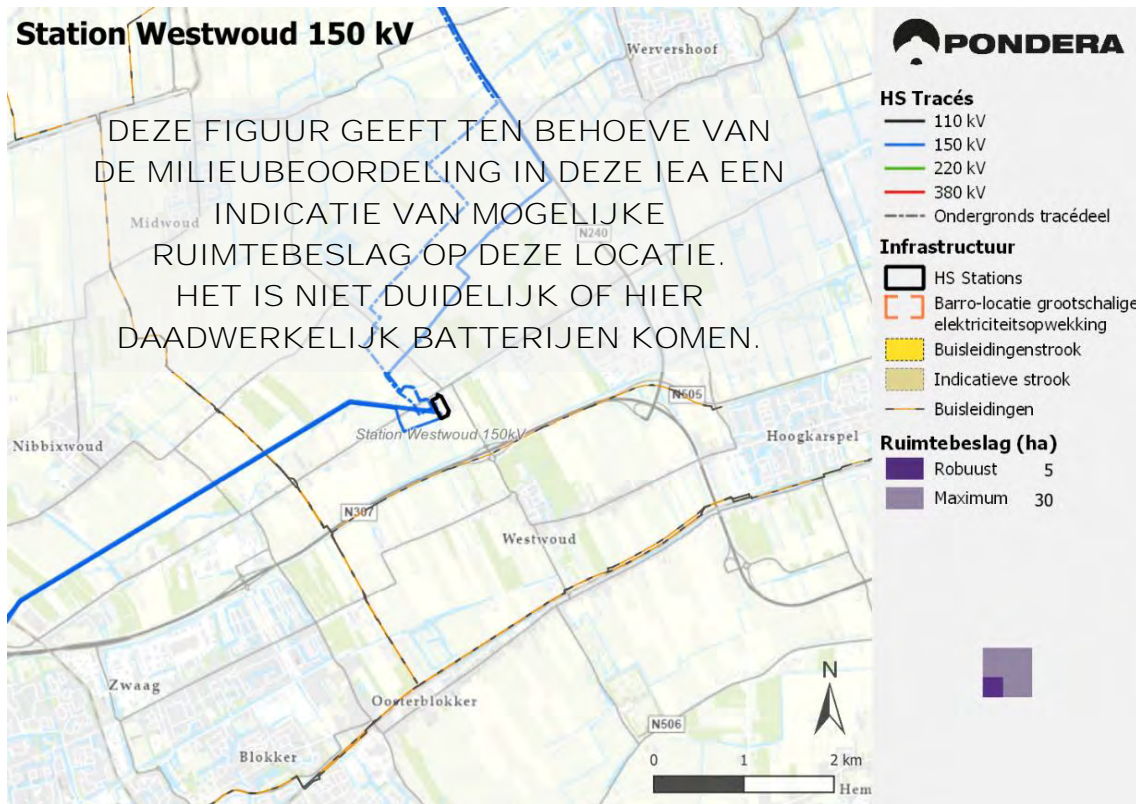 Station Westwoud 150 kV
Wervershoof
DEZE FIGUUR GEEFT TEN BEHOEVE VAN
DE MILIEUBEOORDELING IN DEZE IEA EEN
INDICATIE VAN MOGELIJKE
RUIMTEBESLAG OP DEZE LOCATIE.
HET IS NIET DUIDELIJK OF HIER
DAADWERKELIJK BATTERIJEN KOMEN.
Midwoud
N240
N505
Station Westwoud 150kV
Nibbixwoud
Hoogkarspel
N307
Westwoud
Zwaag
Oosterblokker
Blokker
N506
N
0 1 2 km
Hem
PONDERA
HS Tracés
110 kV
150 kV
220 kV
380 kV
Ondergronds tracédeel
Infrastructuur
HS Stations
Barro-locatie grootschalige
elektriciteitsopwekking
Buisleidingenstrook
Indicatieve strook
Buisleidingen
Ruimtebeslag (ha)
Robuust 5
Maximum 30